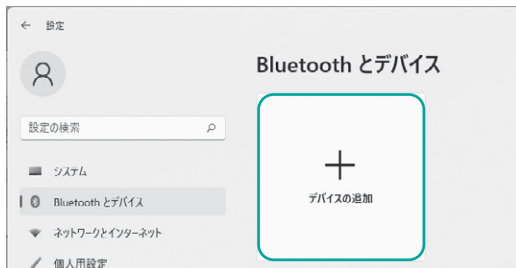 設定
Bluetooth とデバイス
設定の検索
システム
Bluetooth とデバイス
ネットワークとインターネット
個人用設定
デバイスの追加